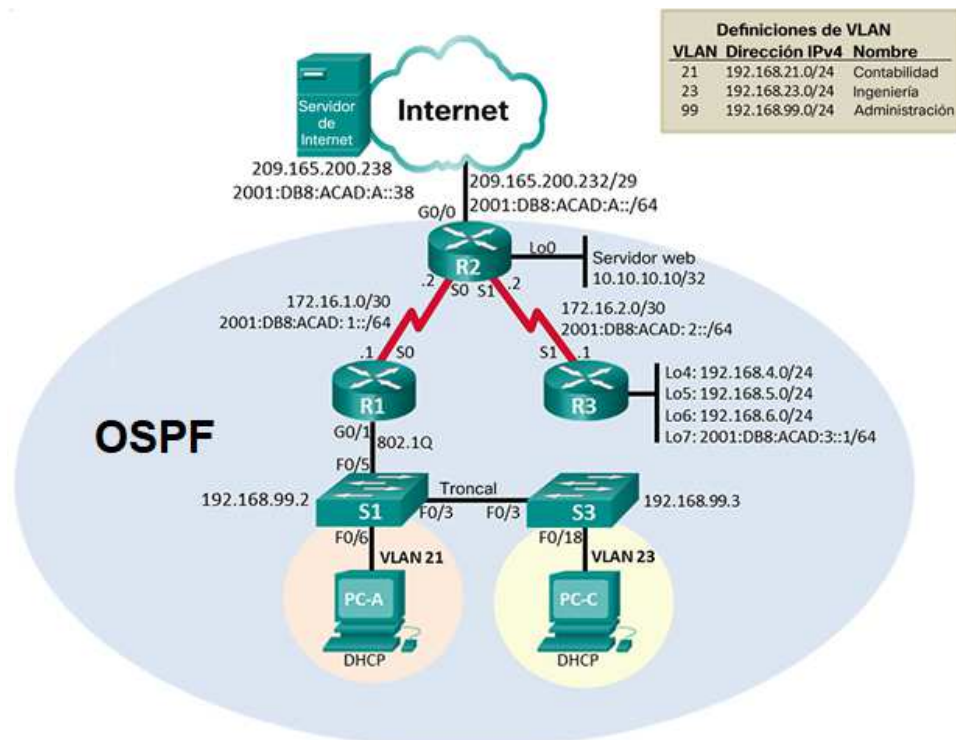 Definiciones de VLAN
VLAN Dirección IPv4 Nombre
21 192.168.21.0/24 Contabilidad
23 192.168.23.0/24 Ingeniería
99 192.168.99.0/24 Administración
Servidor
de
Internet
Internet
209.165.200.238
2001:DB8:ACAD:A::38
209.165.200.232/29
2001:DB8:ACAD:A::/64
G0/0
R2
Lo0
Servidor web
10.10.10.10/32
.2
S0
S1
.2
172.16.1.0/30
2001:DB8:ACAD: 1::/64
172.16.2.0/30
2001:DB8:ACAD: 2::/64
.1
S0
S1
.1
R1
R3
Lo4: 192.168.4.0/24
Lo5: 192.168.5.0/24
Lo6: 192.168.6.0/24
Lo7: 2001:DB8:ACAD:3::1/64
OSPF
G0/1
802.1Q
F0/5
Troncal
192.168.99.2
S1
F0/3
F0/3
S3
192.168.99.3
F0/6
F0/18
VLAN 21
VLAN 23
PC-A
PC-C
DHCP
DHCP